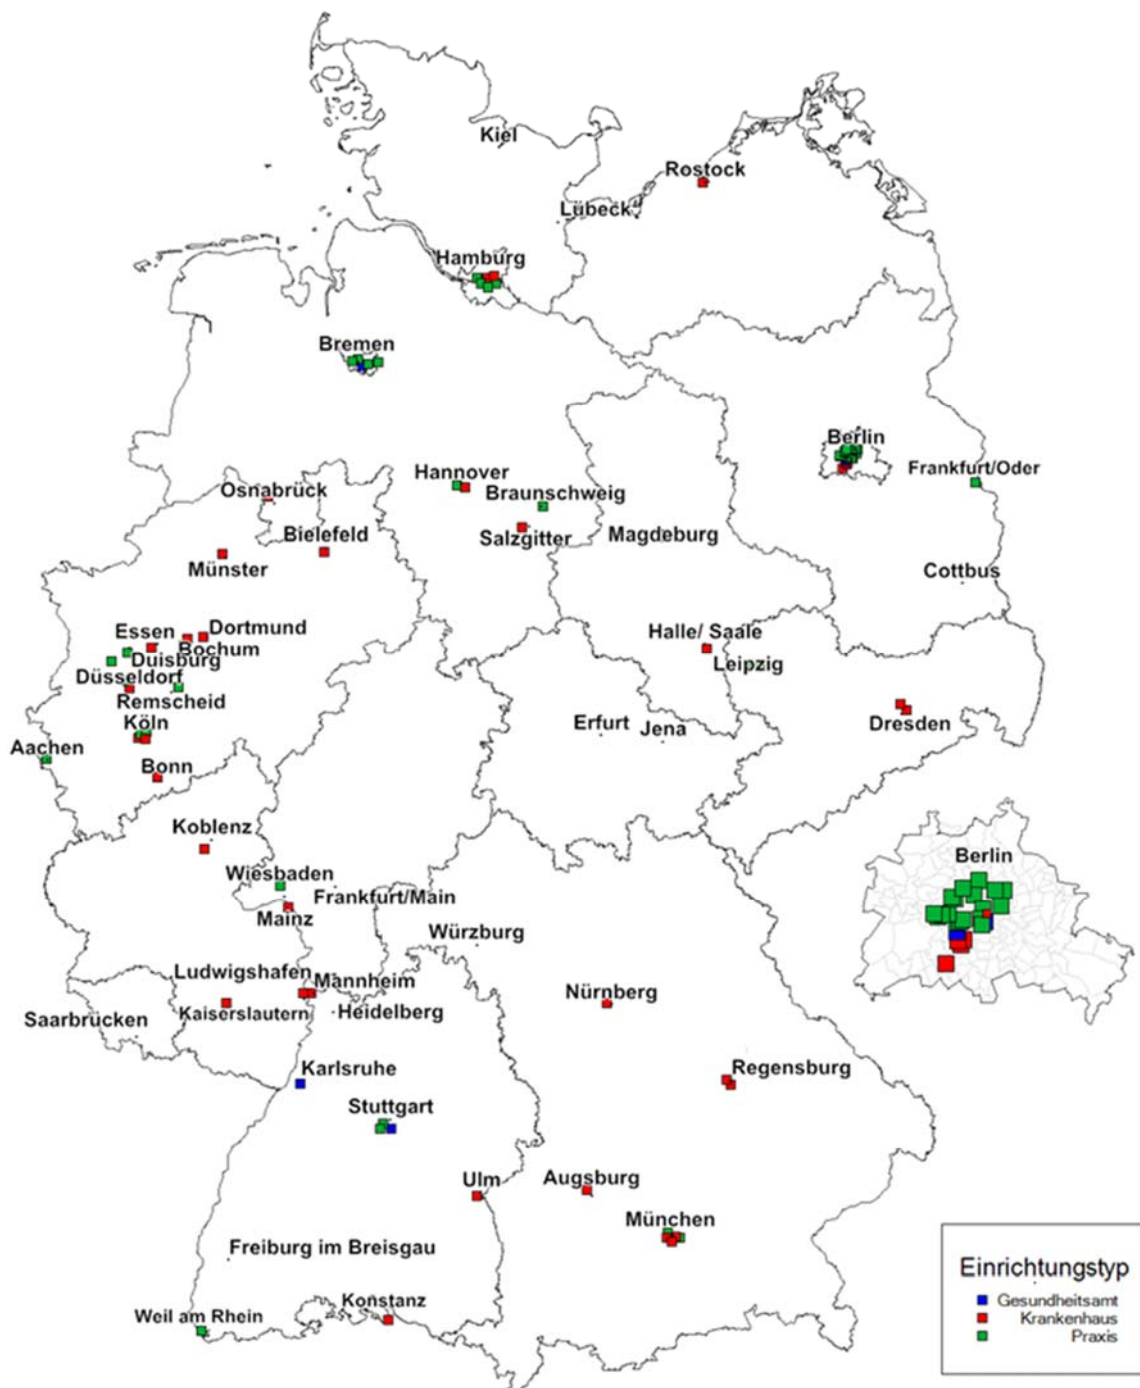 Kiel
Rostock
Lübeck
Hamburg
Bremen
Berlin
Hannover
Frankfurt/Oder
Osnabrück
Braunschweig
Bielefeld
Salzgitter
Magdeburg
Münster
Cottbus
Essen
Dortmund
Halle/ Saale
Bochum
Duisburg
Leipzig
Düsseldorf
Remscheid
Köln
Erfurt
Jena
Dresden
Aachen
Bonn
Koblenz
Berlin
Wiesbaden
Frankfurt/Main
Mainz
Würzburg
Ludwigshafen
Mannheim
Nürnberg
Kaiserslautern
Heidelberg
Saarbrücken
Karlsruhe
Regensburg
Stuttgart
Ulm
Augsburg
München
Freiburg im Breisgau
Einrichtungstyp
Gesundheitsamt
Krankenhaus
Praxis
Konstanz
Weil am Rhein